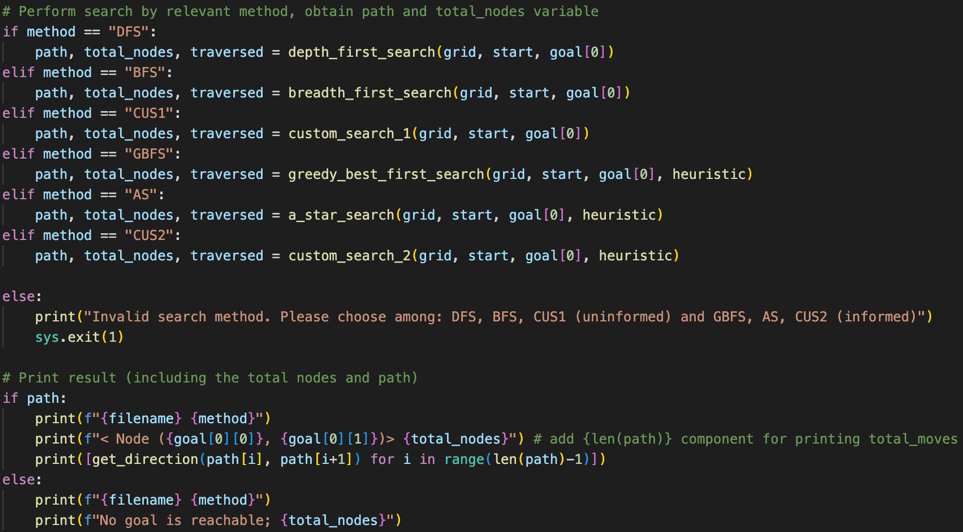 # Perform search by relevant method, obtain path and total_nodes variable
if method == "DFS":
    path, total_nodes, traversed = depth_first_search(grid, start, goal[0])
elif method == "BFS":
    path, total_nodes, traversed = breadth_first_search(grid, start, goal[0])
elif method == "CUS1":
    path, total_nodes, traversed = custom_search_1(grid, start, goal[0])
elif method == "GBFS":
    path, total_nodes, traversed = greedy_best_first_search(grid, start, goal[0], heuristic)
elif method == "AS":
    path, total_nodes, traversed = a_star_search(grid, start, goal[0], heuristic)
elif method == "CUS2":
    path, total_nodes, traversed = custom_search_2(grid, start, goal[0], heuristic)

else:
    print("Invalid search method. Please choose among: DFS, BFS, CUS1 (uninformed) and GBFS, AS, CUS2 (informed)")
    sys.exit(1)

# Print result (including the total nodes and path)
if path:
    print(f"{filename} {method}")
    print(f"< Node ({goal[0][0]}, {goal[0][1]})> {total_nodes}") # add {len(path)} component for printing total_moves
    print([get_direction(path[i], path[i+1]) for i in range(len(path)-1)])
else:
    print(f"{filename} {method}")
    print(f"No goal is reachable; {total_nodes}")